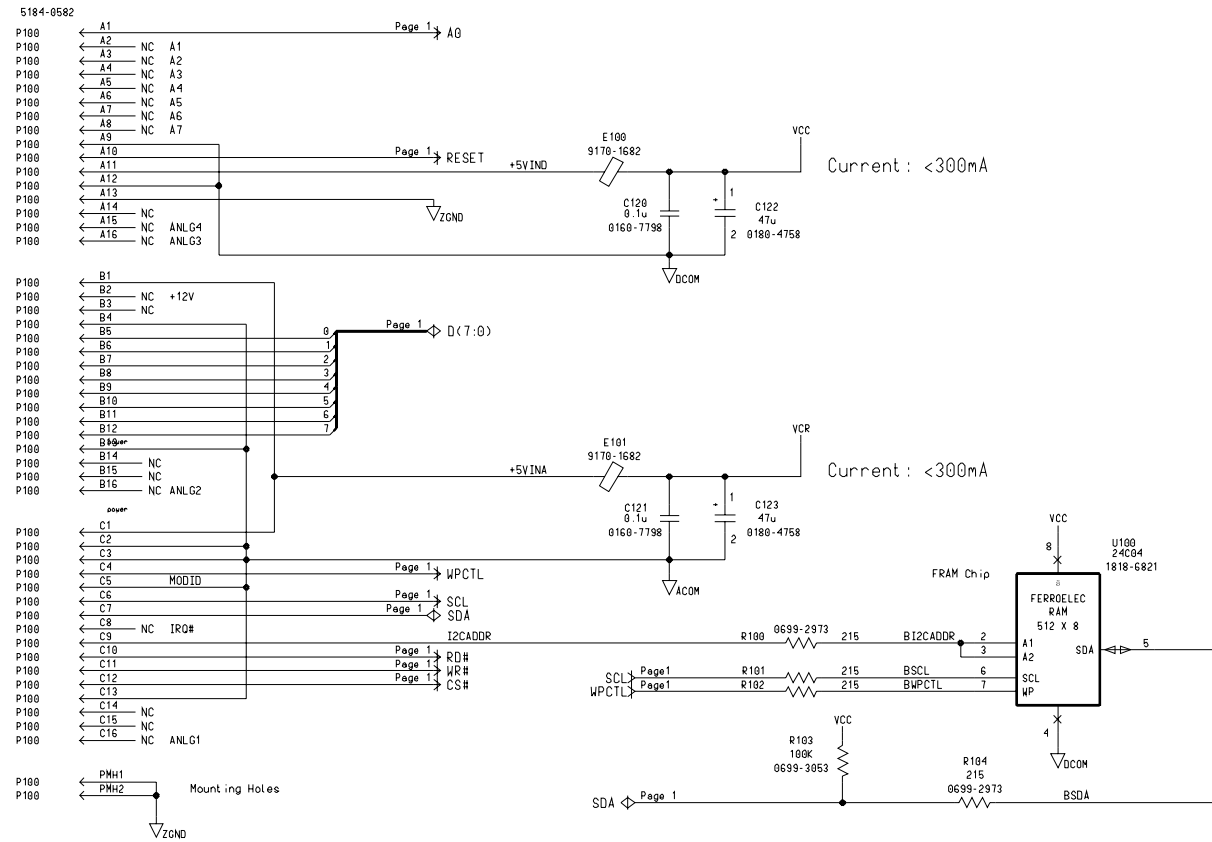 5184-0582
P100 A1 Page 1 A0
P100 A2 NC A1
P100 A3 NC A2
P100 A4 NC A3
P100 A5 NC A4
P100 A6 NC A5
P100 A7 NC A6
P100 A8 NC A7
P100 A9
P100 A10 Page 1 RESET
P100 A11 +5VIND
P100 A12
P100 A13 ZGND
P100 A14 NC
P100 A15 NC ANLG4
P100 A16 NC ANLG3
E100
9170-1682
VCC
Current: <300mA
C120
0.1u
0160-7798
+ 1
2
C122
47u
0180-4758
DCOM
P100 B1
P100 B2 NC +12V
P100 B3 NC
P100 B4
P100 B5 0 Page 1 D(7:0)
P100 B6 1
P100 B7 2
P100 B8 3
P100 B9 4
P100 B10 5
P100 B11 6
P100 B12 7
P100 B13 power
P100 B14 NC
P100 B15 NC
P100 B16 NC ANLG2
+5VINA
E101
9170-1682
VCR
Current: <300mA
C121
0.1u
0160-7798
+ 1
2
C123
47u
0180-4758
ACOM
power
P100 C1
P100 C2
P100 C3
P100 C4 Page 1 WPCTL
P100 C5 MODID
P100 C6 Page 1 SCL
P100 C7 Page 1 SDA
P100 C8 NC IRQ#
P100 C9 I2CADDR
P100 C10 Page 1 RD#
P100 C11 Page 1 WR#
P100 C12 Page 1 CS#
P100 C13
P100 C14 NC
P100 C15 NC
P100 C16 NC ANLG1
R100 0699-2973 215 BI2CADDR 2
3
SCL Page1 R101 215 BSCL 6
WPCTL Page1 R102 215 BWPCTL 7
VCC
8
U100
24C04
1818-6821
FRAM Chip
8
FERROELEC
RAM
512 X 8
A1
A2
SCL
WP
SDA 5
4
DCOM
P100 PMH1
P100 PMH2
Mounting Holes
ZGND
VCC
R103
100K
0699-3053
R104
215
0699-2973
SDA Page 1
BSDA